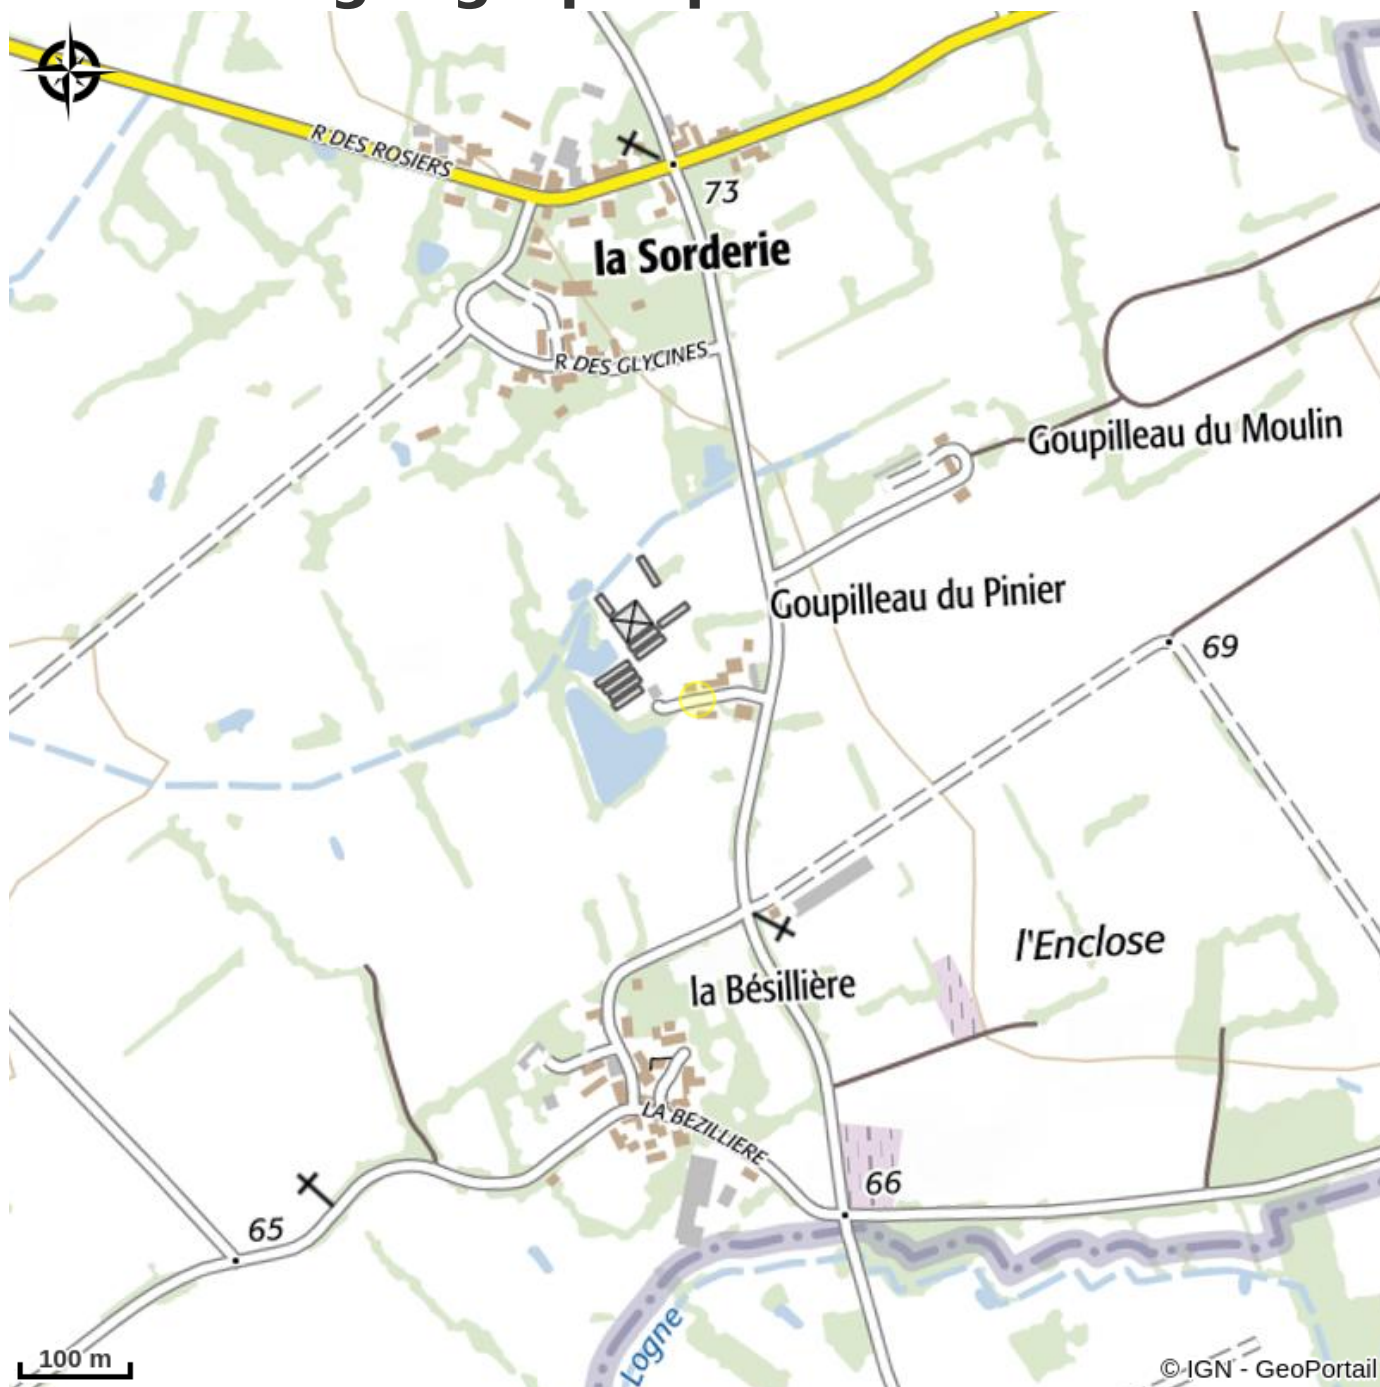 R DES ROSIERS
73
la Sorderie
R DES GLYCINES
Goupilleau du Moulin
Goupilleau du Pinier
69
l'Enclose
la Bésillière
LA BEZILLIERE
66
65
Logne
100 m
© IGN - GeoPortail